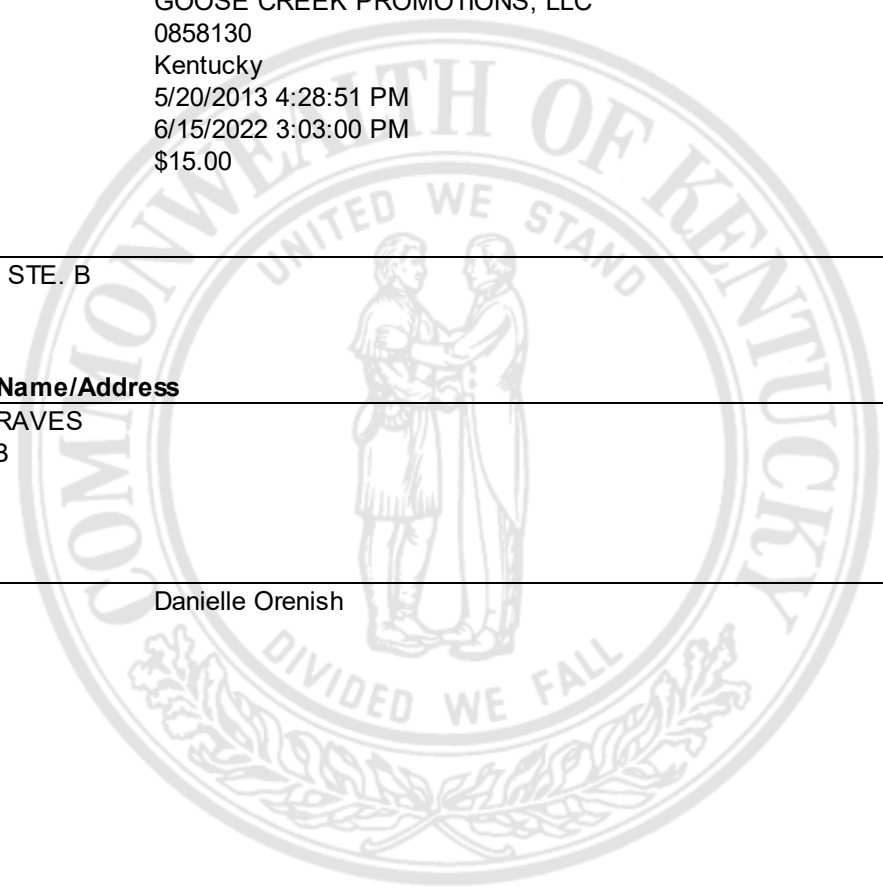 GOOSE CREEK PROMOTIONS, LLC
0858130
Kentucky
5/20/2013 4:28:51 PM
6/15/2022 3:03:00 PM
$15.00
COMMONWEALTH OF KENTUCKY
UNITED WE STAND
STE. B
Name/Address
RAVES
B
Danielle Orenish
DIVIDED WE FALL